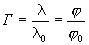 Γ = λ / λ₀ = φ / φ₀